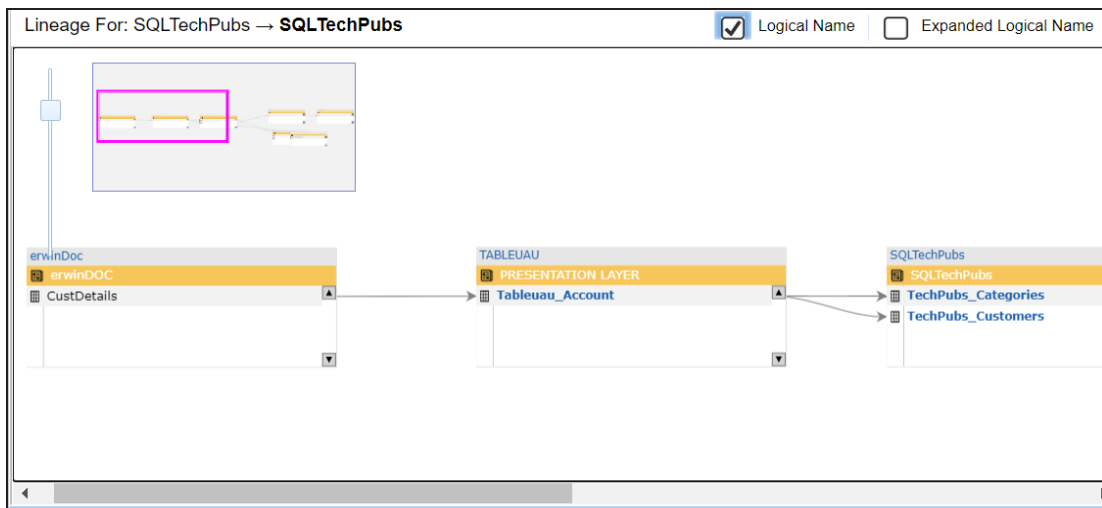 Lineage For: SQLTechPubs → SQLTechPubs
Logical Name
Expanded Logical Name
erwinDoc
erwinDOC
CustDetails
TABLEUAU
PRESENTATION LAYER
Tableuau_Account
SQLTechPubs
SQLTechPubs
TechPubs_Categories
TechPubs_Customers